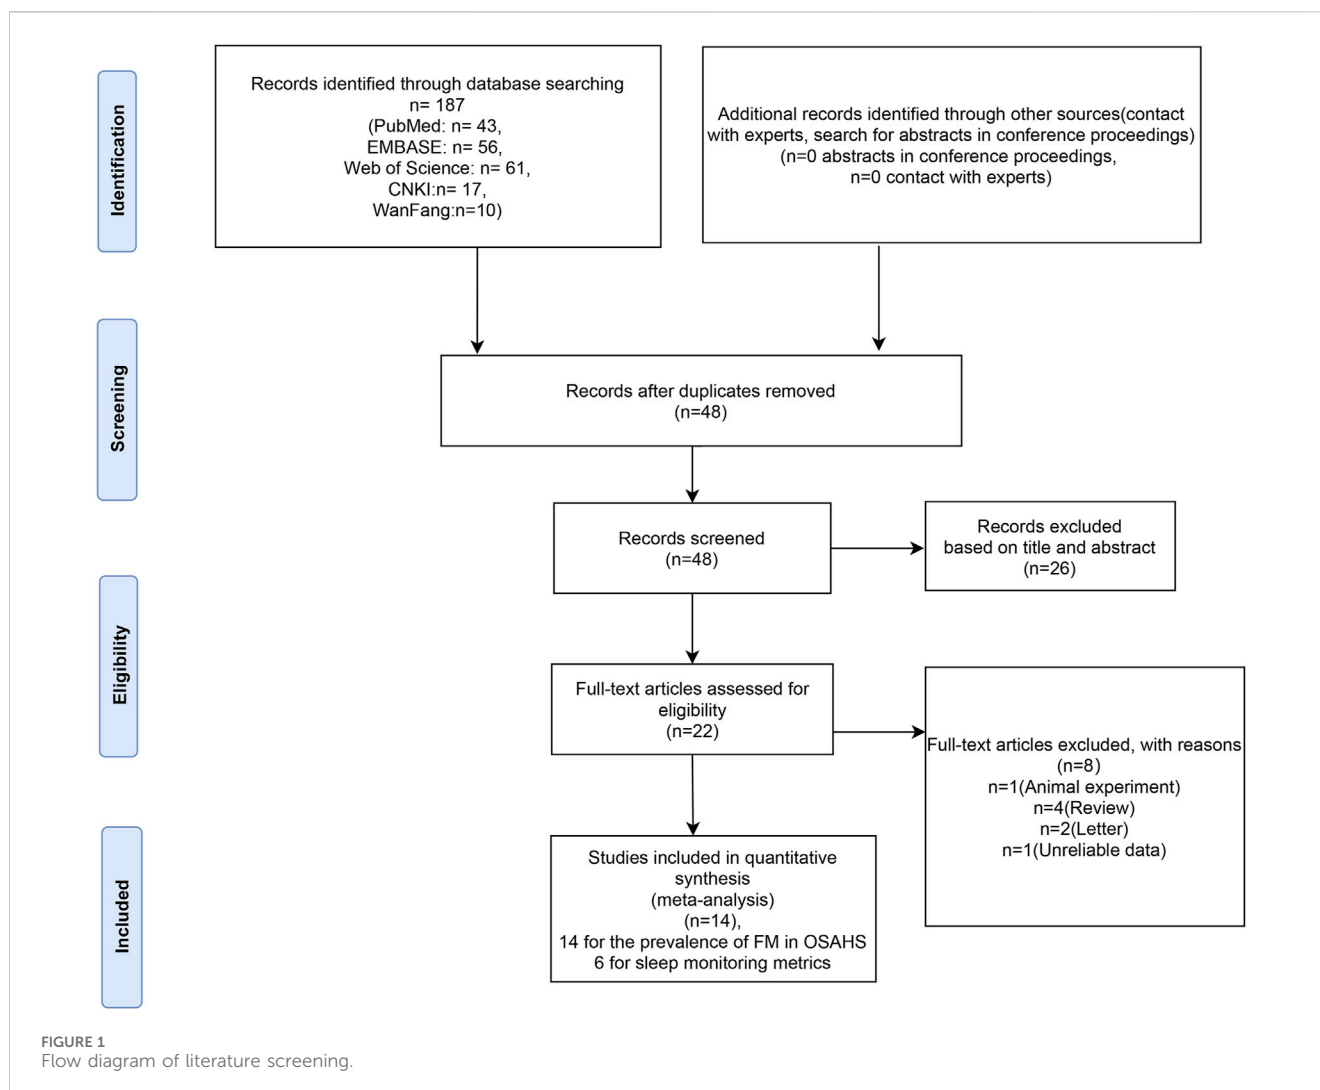 Identification
Records identified through database searching
n= 187
(PubMed: n= 43,
EMBASE: n= 56,
Web of Science: n= 61,
CNKI:n= 17,
WanFang:n=10)
Additional records identified through other sources(contact
with experts, search for abstracts in conference proceedings)
(n=0 abstracts in conference proceedings,
n=0 contact with experts)
Screening
Records after duplicates removed
(n=48)
Records screened
(n=48)
Records excluded
based on title and abstract
(n=26)
Eligibility
Full-text articles assessed for
eligibility
(n=22)
Full-text articles excluded, with reasons
(n=8)
n=1(Animal experiment)
n=4(Review)
n=2(Letter)
n=1(Unreliable data)
Included
Studies included in quantitative
synthesis
(meta-analysis)
(n=14),
14 for the prevalence of FM in OSAHS
6 for sleep monitoring metrics
FIGURE 1
Flow diagram of literature screening.